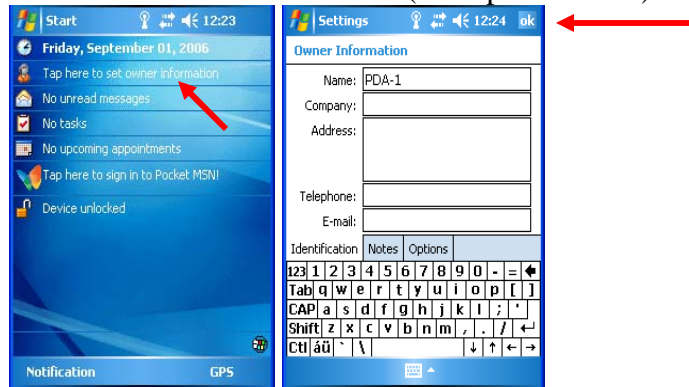 Start 12:23
Friday, September 01, 2006
Tap here to set owner information
No unread messages
No tasks
No upcoming appointments
Tap here to sign in to Pocket MSN!
Device unlocked
Notification GPS
Settings 12:24 ok
Owner Information
Name: PDA-1
Company:
Address:
Telephone:
E-mail:
Identification Notes Options
123 1 2 3 4 5 6 7 8 9 0 - =
Tab q w e r t y u i o p [ ]
CAP a s d f g h j k l ; '
Shift z x c v b n m , . /
Ctl áü ` \